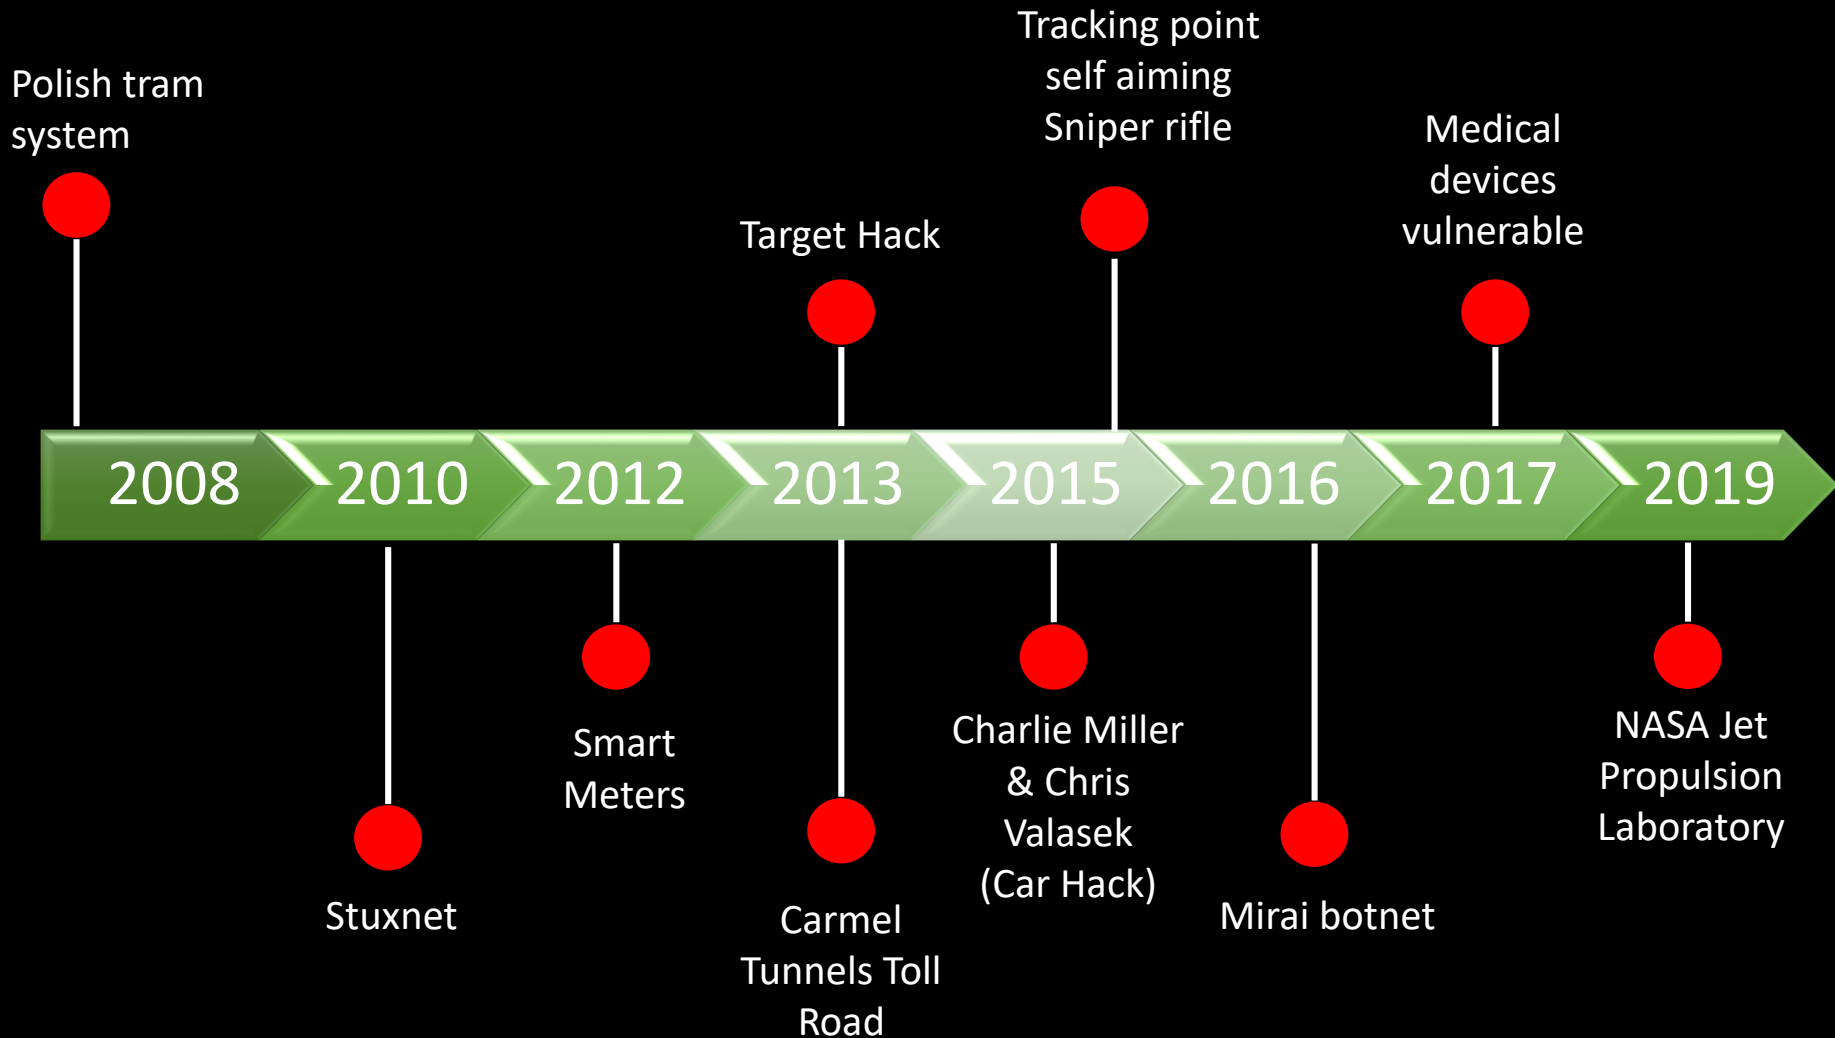 Polish tram
system
Target Hack
Tracking point
self aiming
Sniper rifle
Medical
devices
vulnerable
2008
2010
2012
2013
2015
2016
2017
2019
Stuxnet
Smart
Meters
Carmel
Tunnels Toll
Road
Charlie Miller
& Chris
Valasek
(Car Hack)
Mirai botnet
NASA Jet
Propulsion
Laboratory